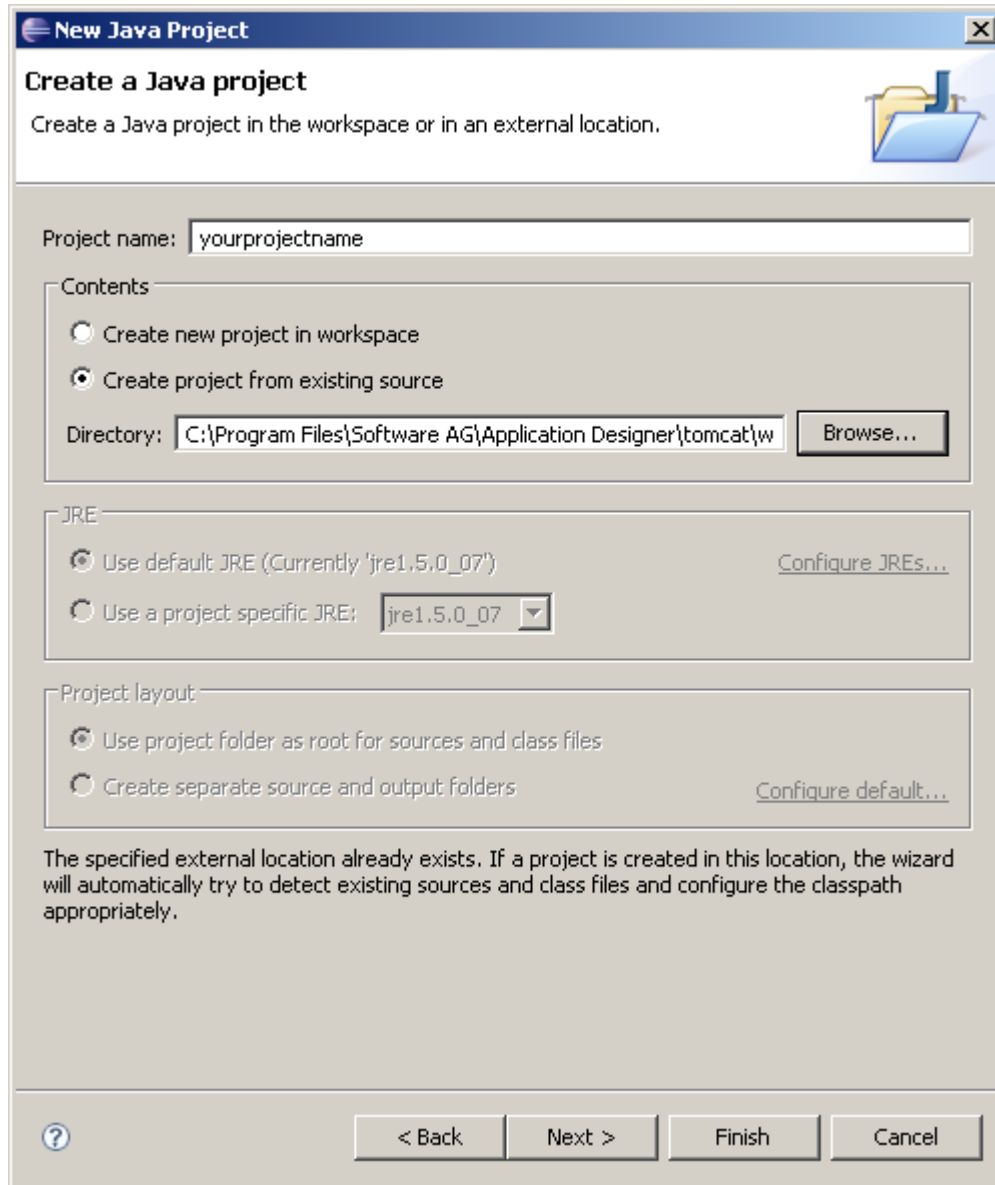 New Java Project
Create a Java project
Create a Java project in the workspace or in an external location.
Project name: yourprojectname
Contents
Create new project in workspace
Create project from existing source
Directory: C:\Program Files\Software AG\Application Designer\tomcat\w Browse...
JRE
Use default JRE (Currently 'jre1.5.0_07') Configure JREs...
Use a project specific JRE: jre1.5.0_07
Project layout
Use project folder as root for sources and class files
Create separate source and output folders Configure default...
The specified external location already exists. If a project is created in this location, the wizard
will automatically try to detect existing sources and class files and configure the classpath
appropriately.
? < Back Next > Finish Cancel